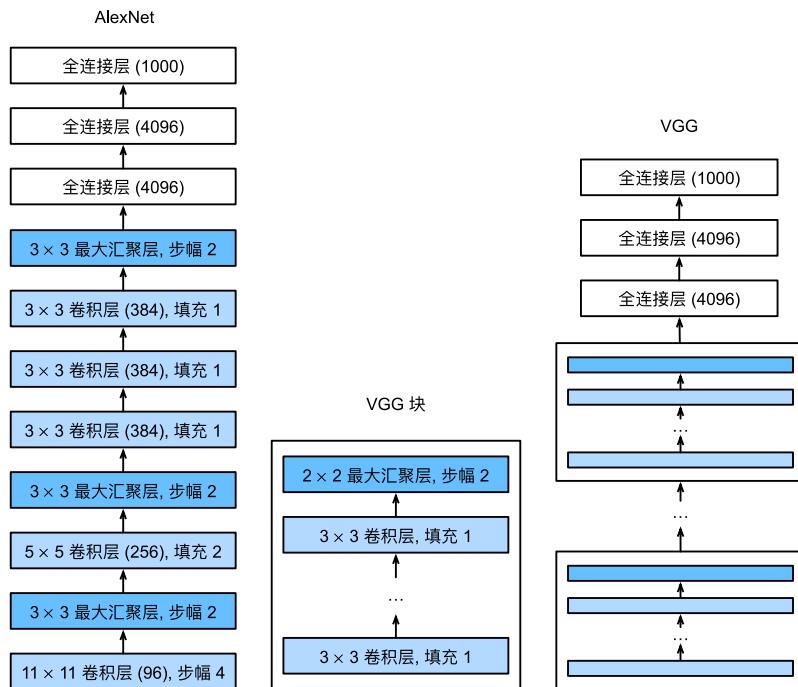 AlexNet
全连接层 (1000)
全连接层 (4096)
全连接层 (4096)
3 × 3 最大汇聚层, 步幅 2
3 × 3 卷积层 (384), 填充 1
3 × 3 卷积层 (384), 填充 1
3 × 3 卷积层 (384), 填充 1
3 × 3 最大汇聚层, 步幅 2
5 × 5 卷积层 (256), 填充 2
3 × 3 最大汇聚层, 步幅 2
11 × 11 卷积层 (96), 步幅 4
VGG 块
2 × 2 最大汇聚层, 步幅 2
3 × 3 卷积层, 填充 1
...
3 × 3 卷积层, 填充 1
VGG
全连接层 (1000)
全连接层 (4096)
全连接层 (4096)
...
...
...